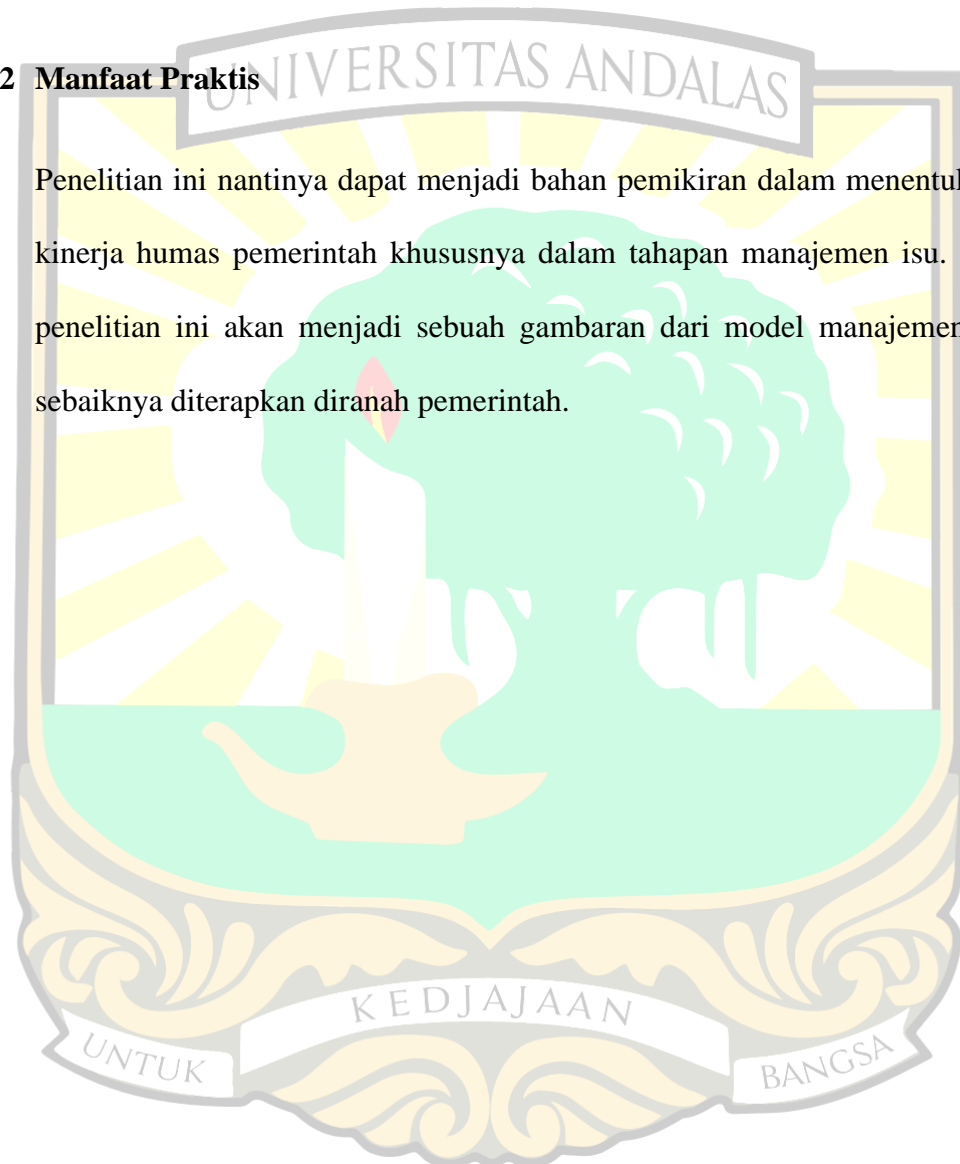 UNIVERSITAS ANDALAS
2 Manfaat Praktis
Penelitian ini nantinya dapat menjadi bahan pemikiran dalam
kinerja humas pemerintah khususnya dalam tahapan manajemen isu.
penelitian ini akan menjadi sebuah gambaran dari model manajemen
sebaiknya diterapkan diranah pemerintah.
KEDJAJAAN
UNTUK
BANGSA